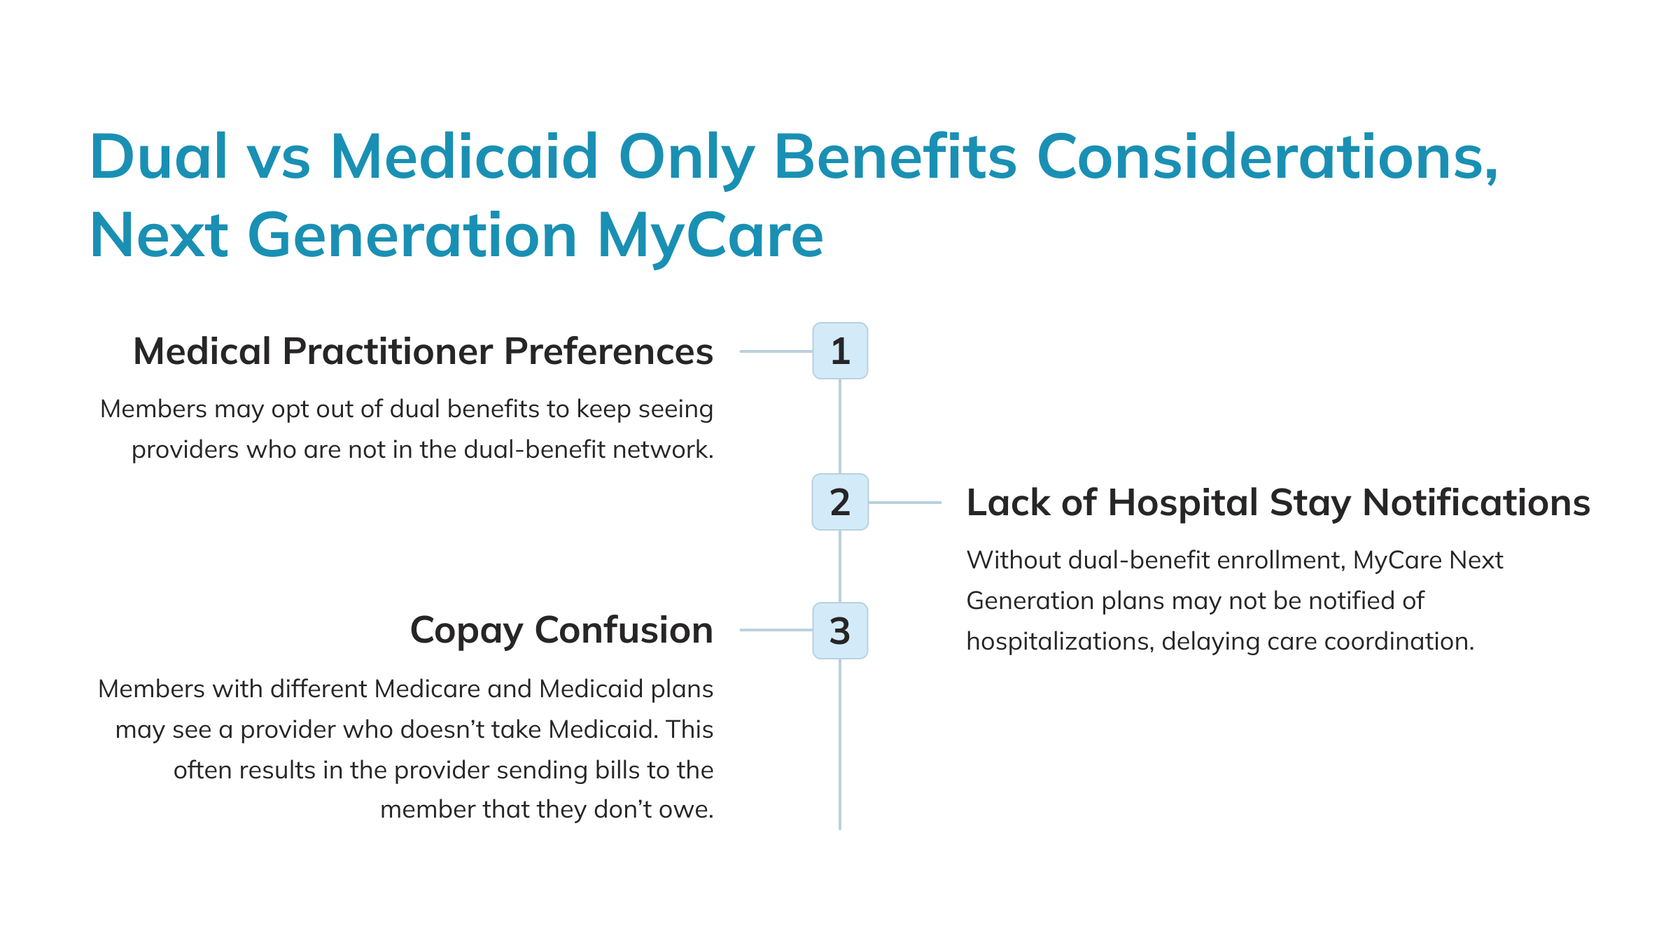 Dual vs Medicaid Only Benefits Considerations,
Next Generation MyCare
1
Medical Practitioner Preferences
Members may opt out of dual benefits to keep seeing
providers who are not in the dual-benefit network.
2
Lack of Hospital Stay Notifications
Without dual-benefit enrollment, MyCare Next
Generation plans may not be notified of
hospitalizations, delaying care coordination.
3
Copay Confusion
Members with different Medicare and Medicaid plans
may see a provider who doesn’t take Medicaid. This
often results in the provider sending bills to the
member that they don’t owe.